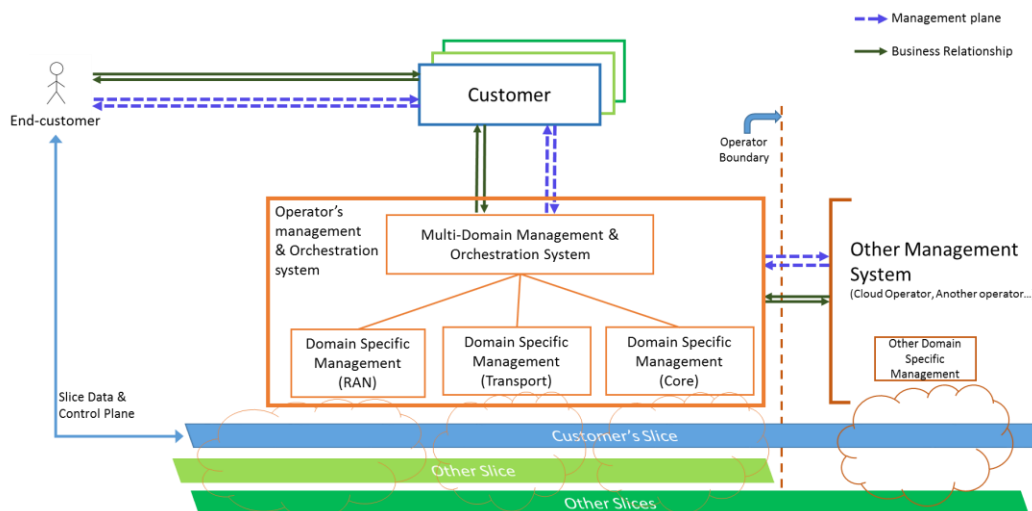 Management plane
Business Relationship
Customer
End-customer
Operator
Boundary
Operator's
management
& Orchestration
system
Multi-Domain Management &
Orchestration System
Other Management
System
(Cloud Operator, Another operator...
Domain Specific
Management
(RAN)
Domain Specific
Management
(Transport)
Domain Specific
Management
(Core)
Other Domain
Specific
Management
Slice Data &
Control Plane
Customer's Slice
Other Slice
Other Slices